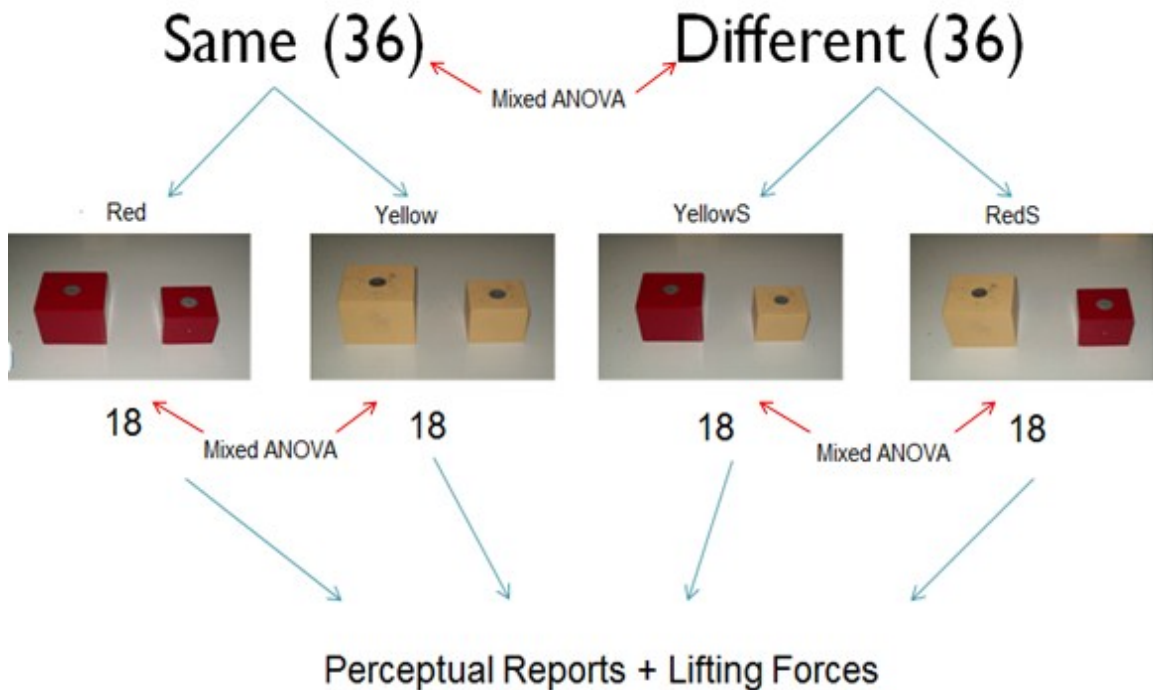 Same (36)
Different (36)
Mixed ANOVA
Red
Yellow
YellowS
RedS
18
18
18
18
Mixed ANOVA
Mixed ANOVA
Perceptual Reports + Lifting Forces